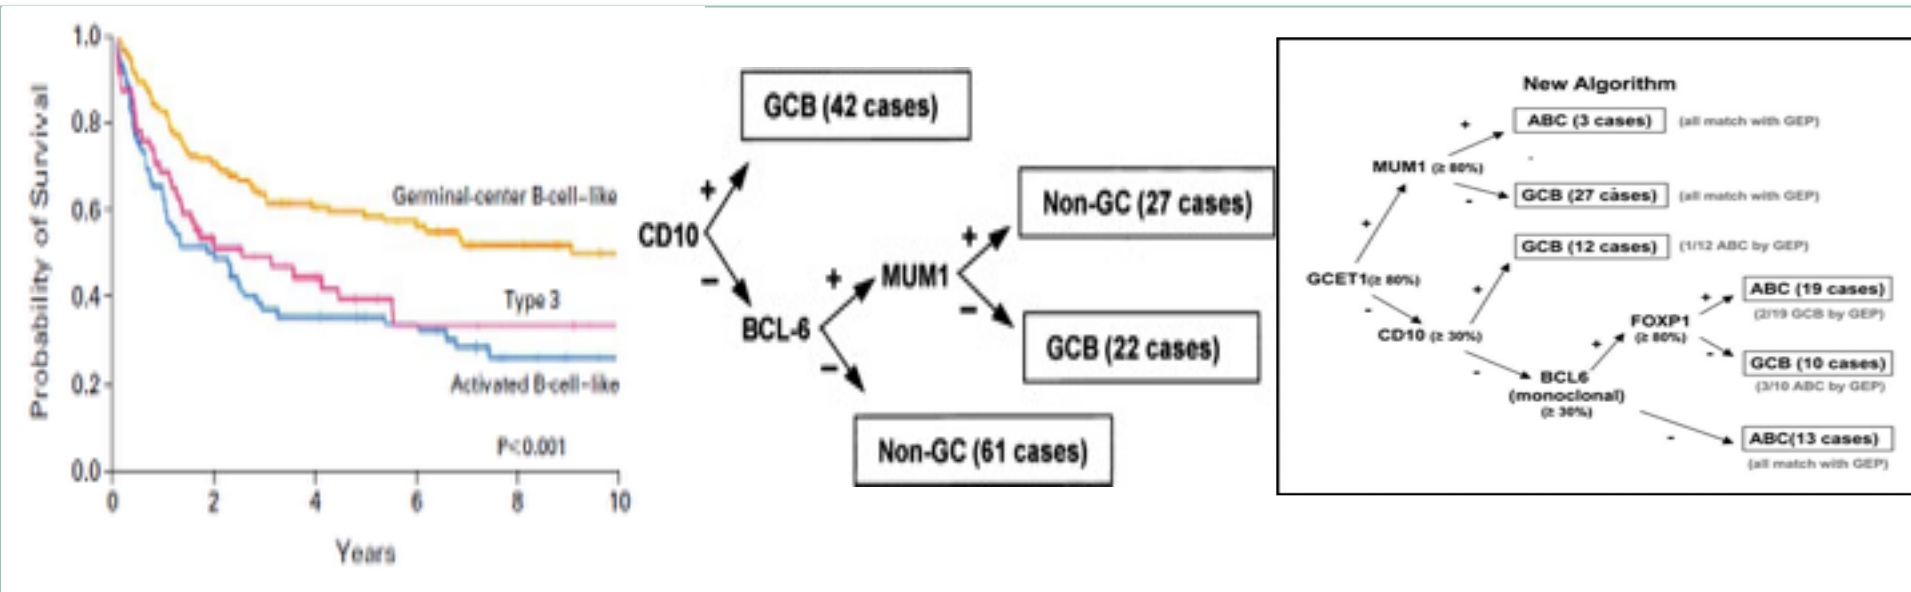 Probability of Survival
1.0
0.8
0.6
0.4
0.2
0.0
0
2
4
6
8
10
Years
Germinal-center B-cell-like
Type 3
Activated B-cell-like
P<0.001
GCB (42 cases)
+
CD10
−
BCL-6
+
MUM1
+
Non-GC (27 cases)
−
GCB (22 cases)
−
Non-GC (61 cases)
New Algorithm
+
ABC (3 cases) (all match with GEP)
MUM1 (≥ 80%)
-
-
GCB (27 cases) (all match with GEP)
+
GCB (12 cases) (1/12 ABC by GEP)
GCET1(≥ 80%)
+
-
CD10 (≥ 30%)
+
ABC (19 cases)
(2/19 GCB by GEP)
FOXP1
(≥ 80%)
+
-
GCB (10 cases)
(3/10 ABC by GEP)
-
BCL6
(monoclonal)
(≥ 30%)
-
ABC(13 cases)
(all match with GEP)